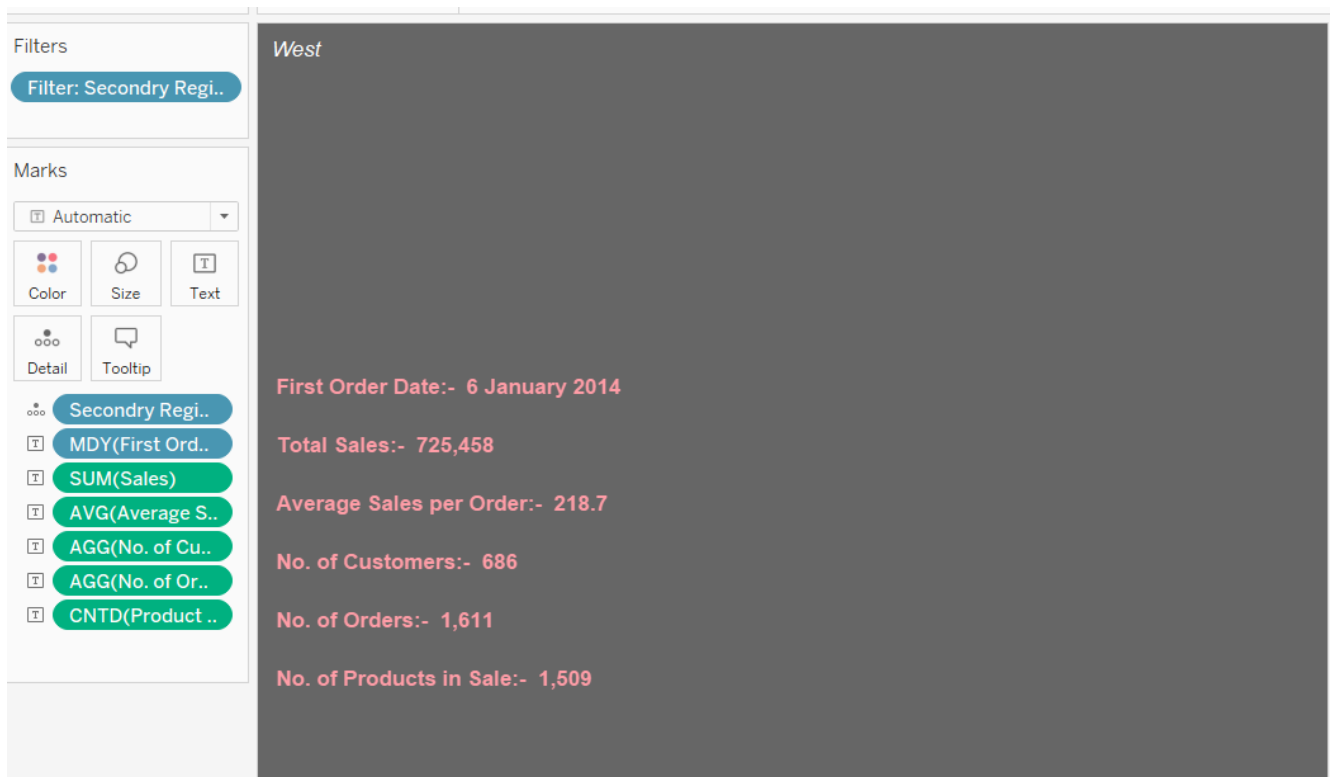 Filters
Filter: Secondry Regi..
Marks
Automatic
Color Size Text
Detail Tooltip
Secondry Regi..
MDY(First Ord..
SUM(Sales)
AVG(Average S..
AGG(No. of Cu..
AGG(No. of Or..
CNTD(Product ..
West
First Order Date:- 6 January 2014
Total Sales:- 725,458
Average Sales per Order:- 218.7
No. of Customers:- 686
No. of Orders:- 1,611
No. of Products in Sale:- 1,509